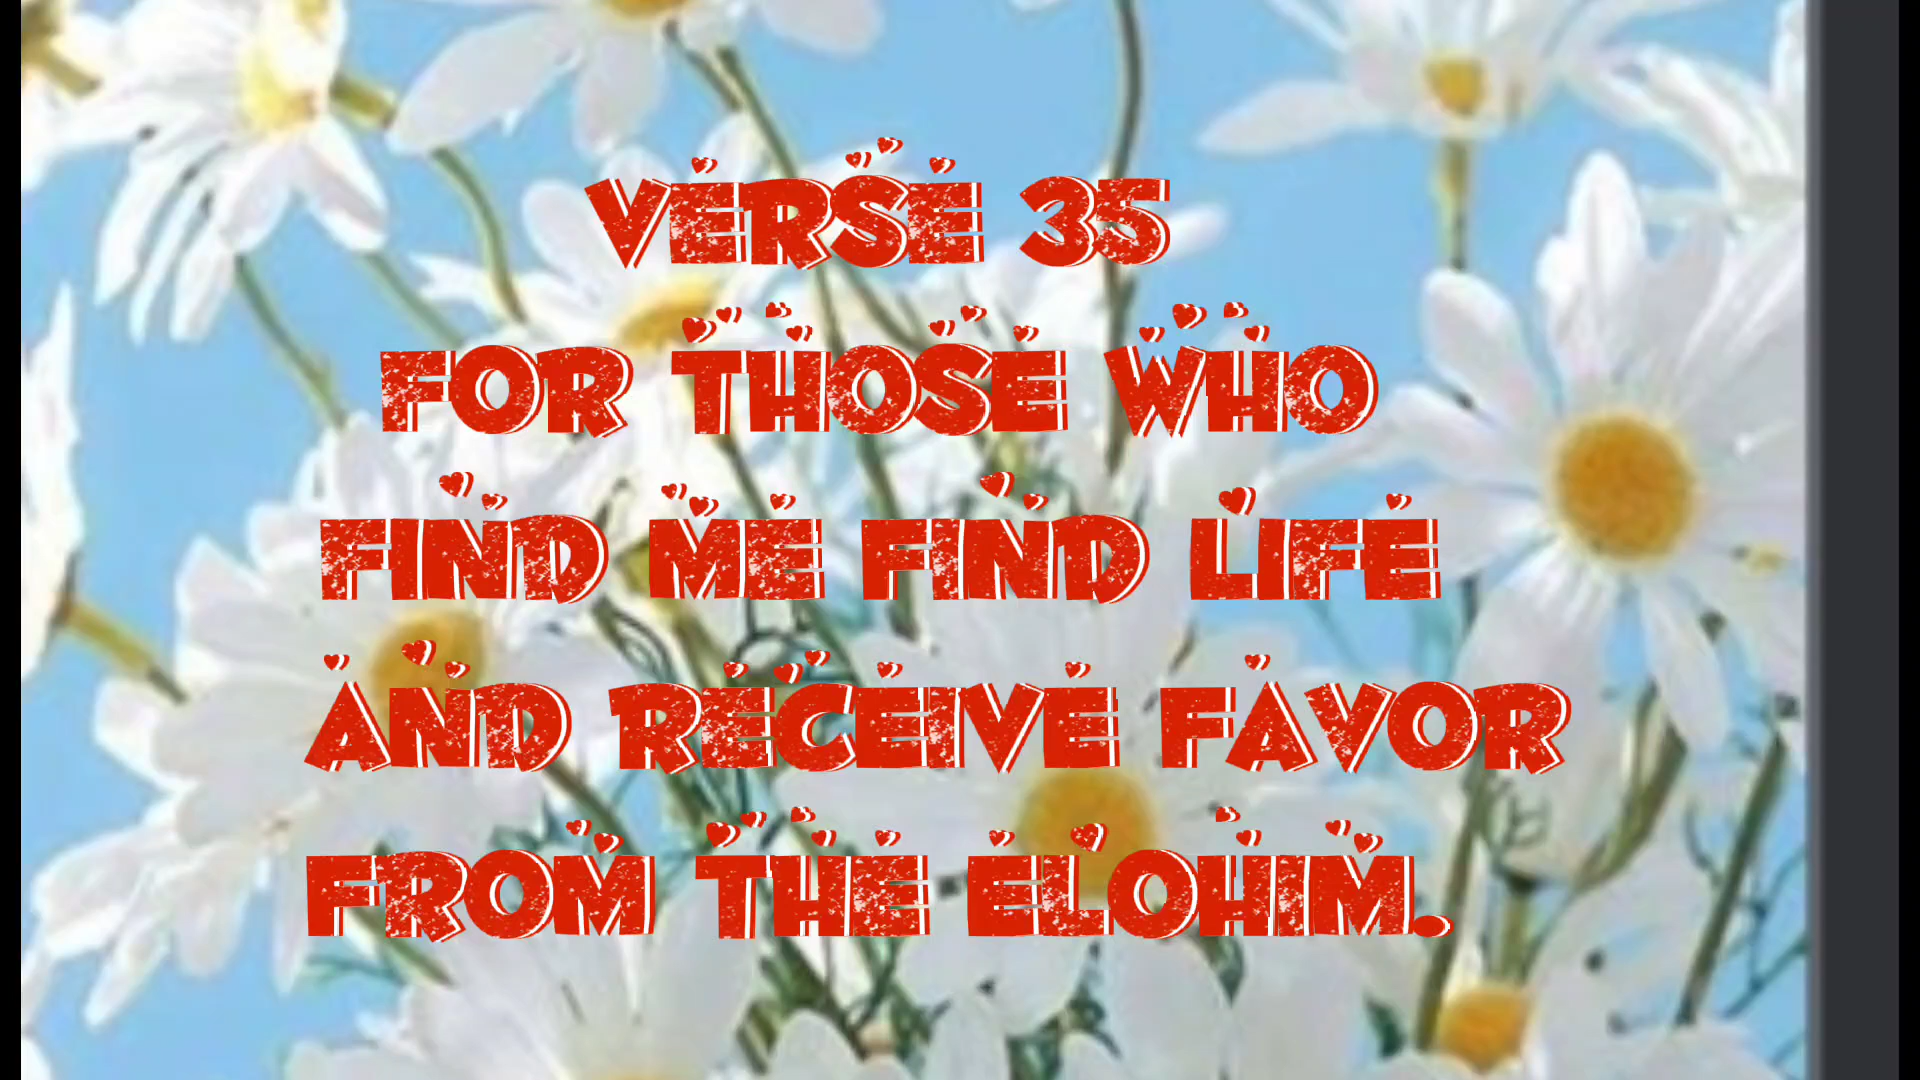 VERSE 35
FOR THOSE WHO
FIND ME FIND LIFE
AND RECEIVE FAVOR
FROM THE ELOHIM.